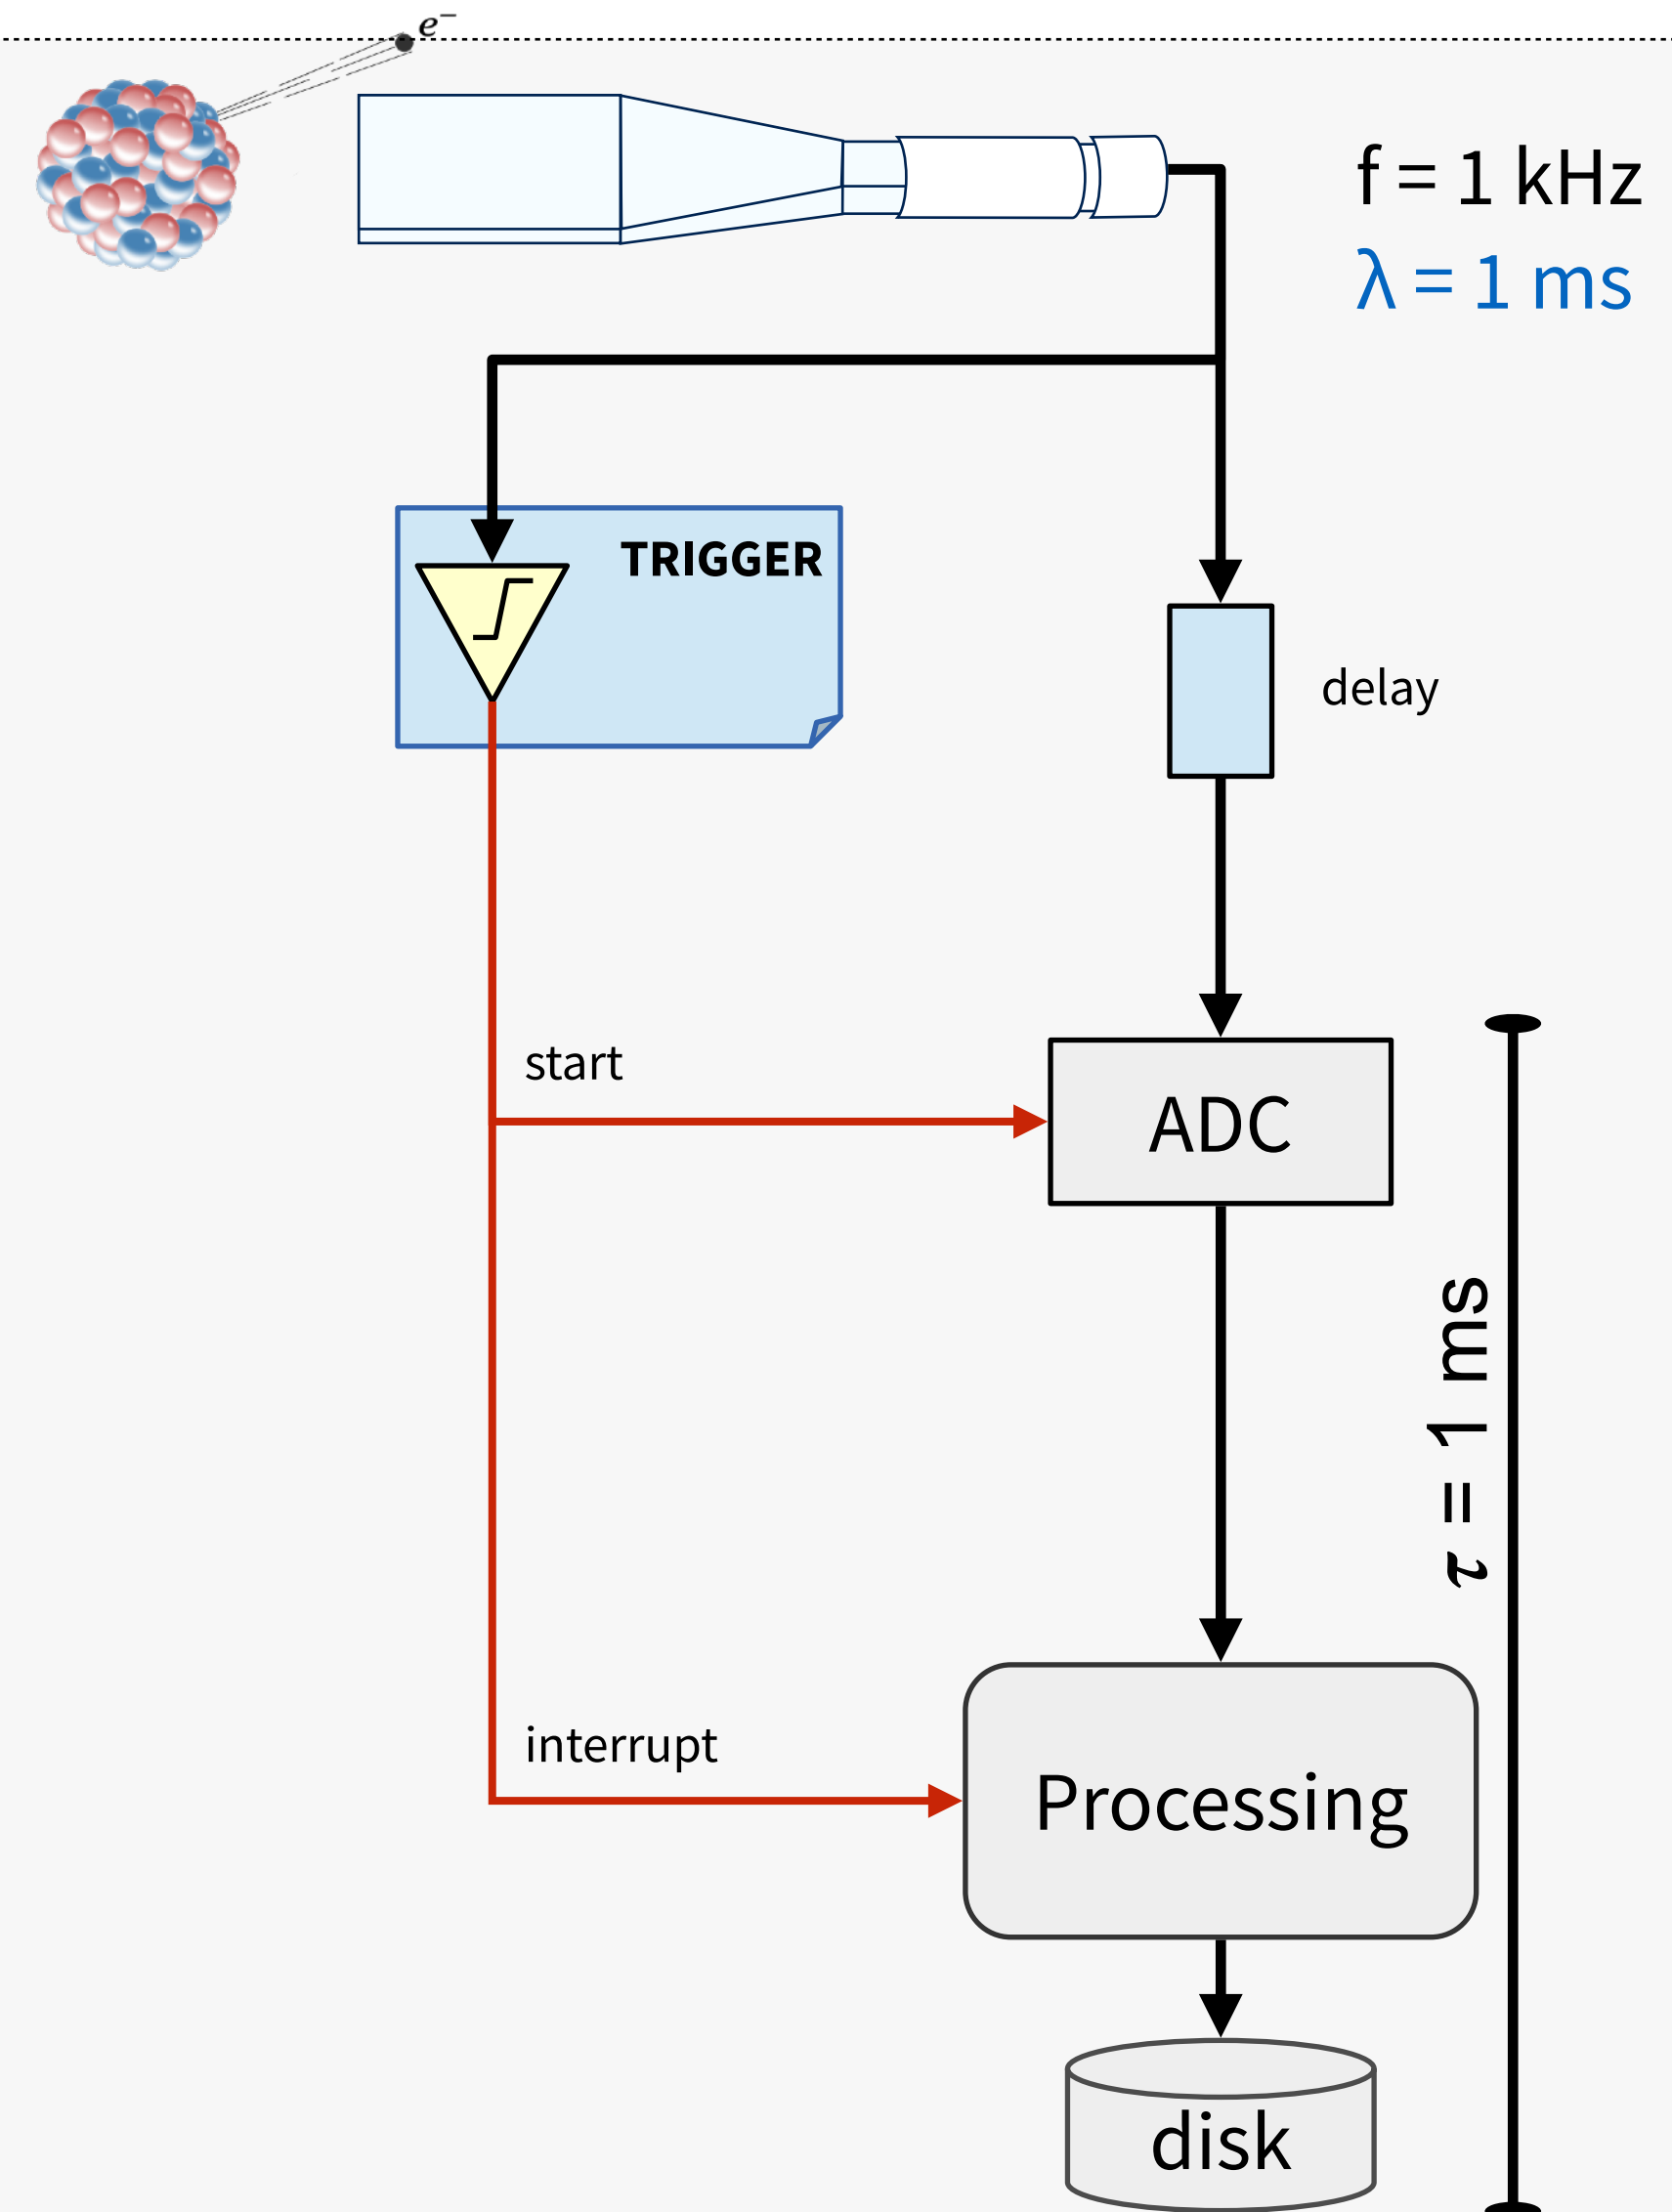 e⁻
f = 1 kHz
λ = 1 ms
TRIGGER
delay
start
ADC
τ = 1 ms
interrupt
Processing
disk